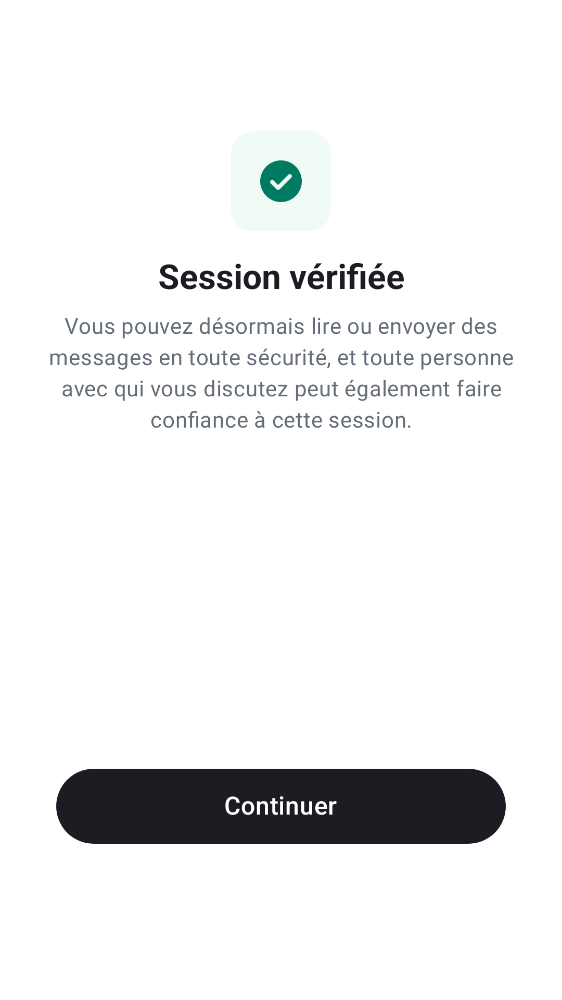 Session vérifiée
Vous pouvez désormais lire ou envoyer des
messages en toute sécurité, et toute personne
avec qui vous discutez peut également faire
confiance à cette session.
Continuer